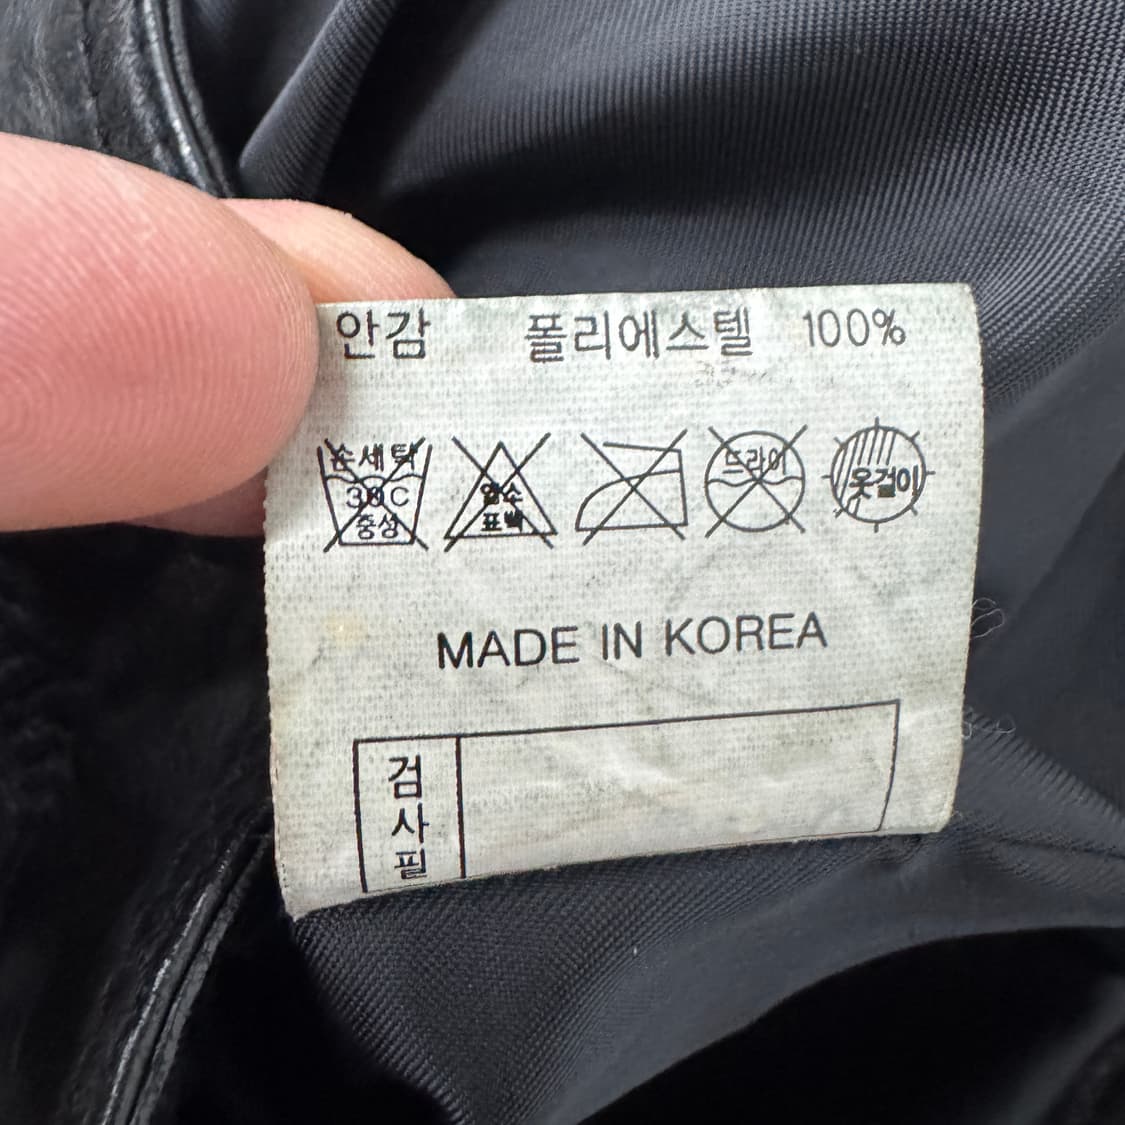 안감 폴리에스텔 100%
손세탁 염소 드라이 옷걸이
30C 표백
중성
MADE IN KOREA
검
사
필